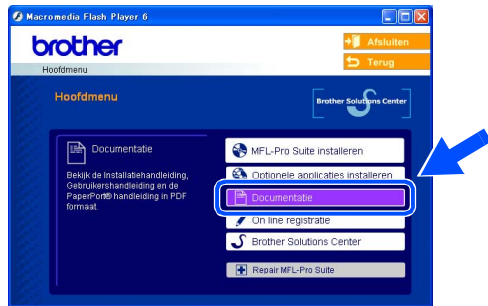 Macromedia Flash Player 6
brother
Afsluiten
Terug
Hoofdmenu
Hoofdmenu
Brother Solutions Center
Documentatie
Bekijk de Installatiehandleiding,
Gebruikershandleiding en de
PaperPort® handleiding in PDF
formaat.
MFL-Pro Suite installeren
Optionele applicaties installeren
Documentatie
On line registratie
Brother Solutions Center
Repair MFL-Pro Suite